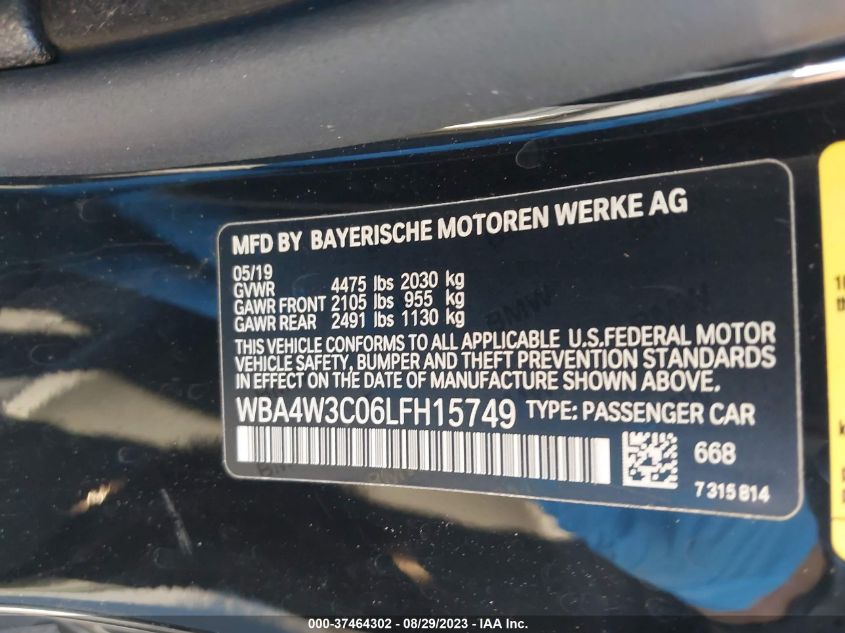 MFD BY BAYERISCHE MOTOREN WERKE AG
05/19
GVWR 4475 lbs 2030 kg
GAWR FRONT 2105 lbs 955 kg
GAWR REAR 2491 lbs 1130 kg
THIS VEHICLE CONFORMS TO ALL APPLICABLE U.S.FEDERAL MOTOR
VEHICLE SAFETY, BUMPER AND THEFT PREVENTION STANDARDS
IN EFFECT ON THE DATE OF MANUFACTURE SHOWN ABOVE.
WBA4W3C06LFH15749 TYPE: PASSENGER CAR
668
7315814
000-37464302 - 08/29/2023 - IAA Inc.